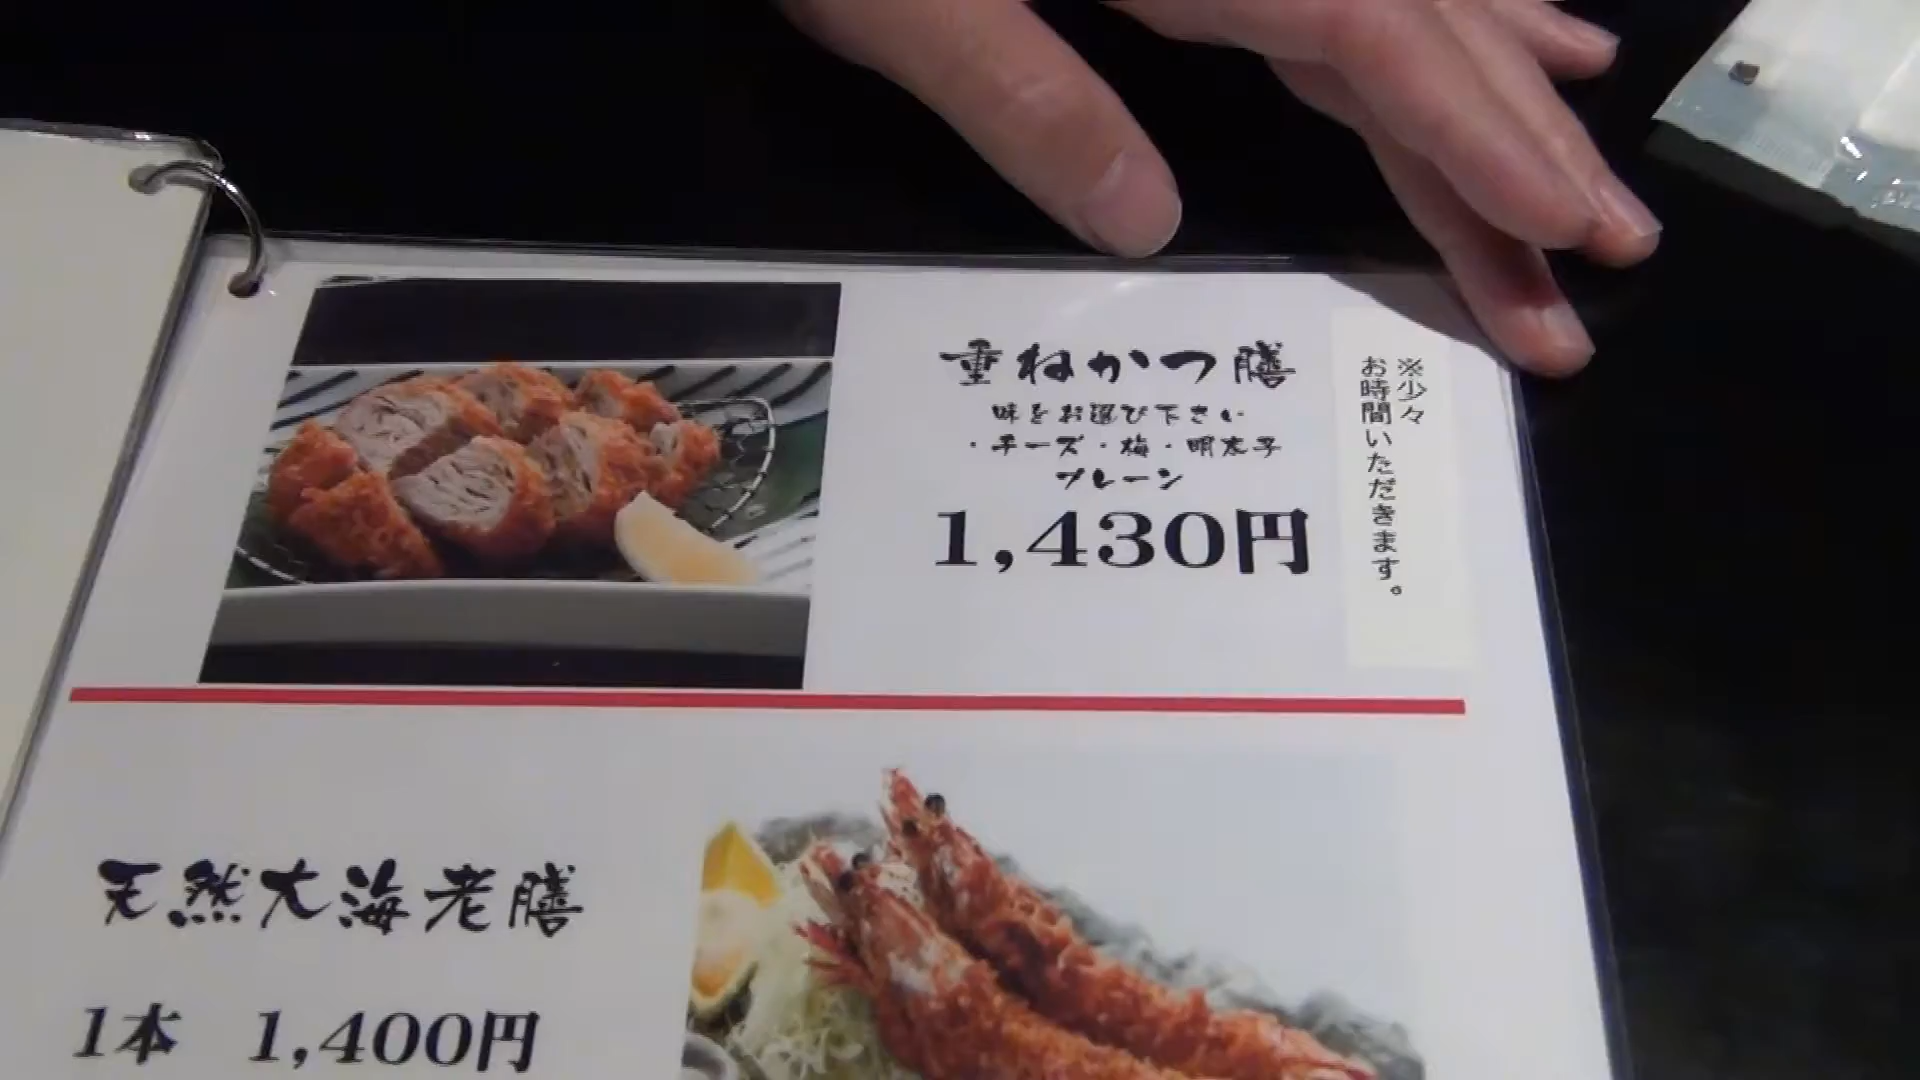 重ねかつ膳
味をお選び下さい
・チーズ・梅・明太子
プレーン
1,430円
※少々
お時間いただきます。
天然大海老膳
1本 1,400円